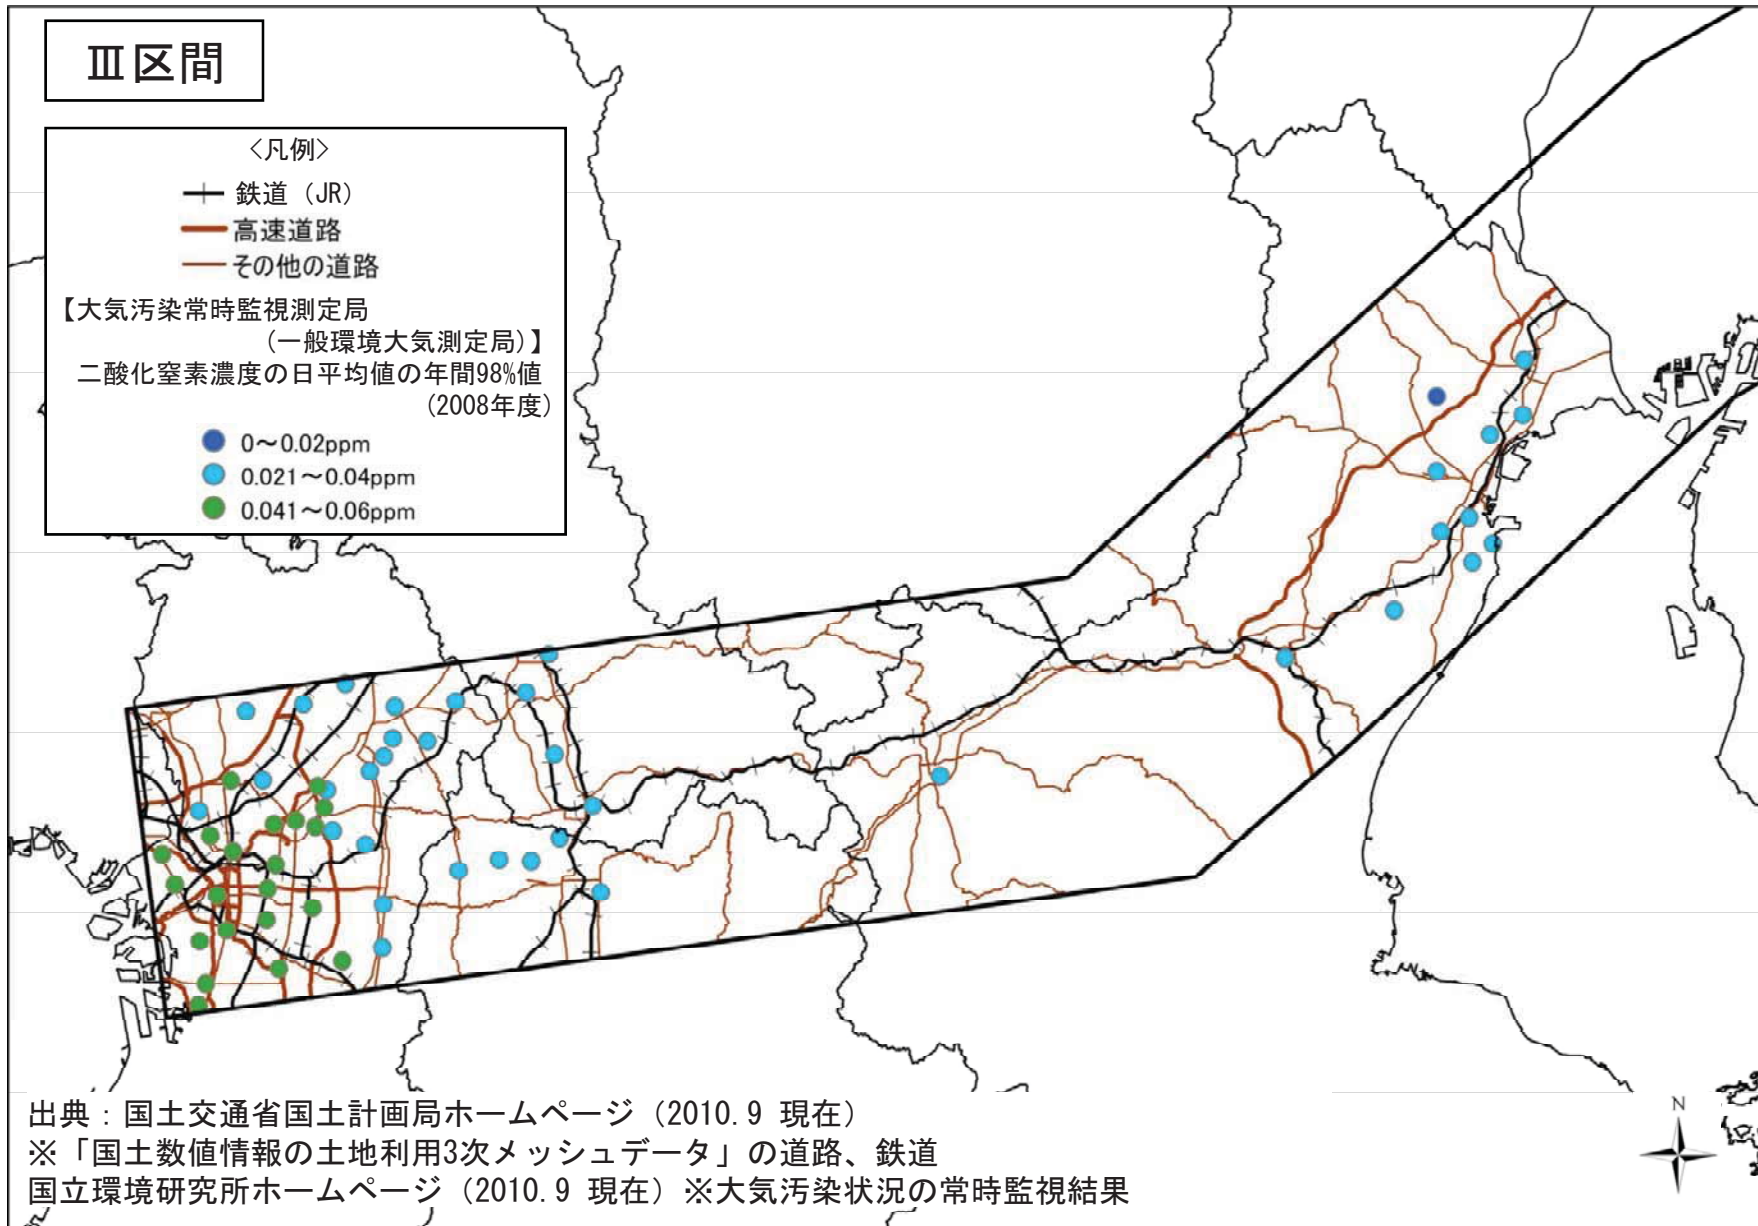 Ⅲ区間
<凡例>
鉄道（JR）
高速道路
その他の道路
【大気汚染常時監視測定局
（一般環境大気測定局）】
二酸化窒素濃度の日平均値の年間98%値
（2008年度）
0～0.02ppm
0.021～0.04ppm
0.041～0.06ppm
N
出典：国土交通省国土計画局ホームページ（2010.9 現在）
※「国土数値情報の土地利用3次メッシュデータ」の道路、鉄道
国立環境研究所ホームページ（2010.9 現在）※大気汚染状況の常時監視結果